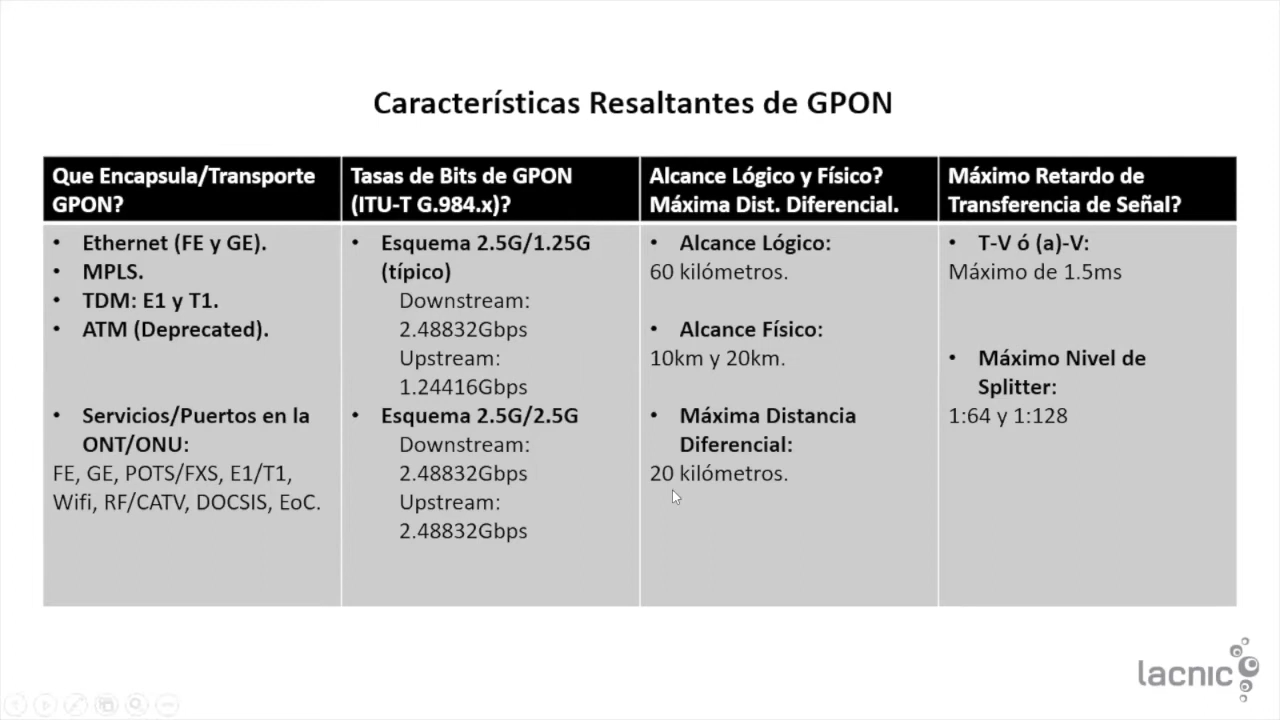 Características Resaltantes de GPON
Que Encapsula/Transporte
GPON?
• Ethernet (FE y GE).
• MPLS.
• TDM: E1 y T1.
• ATM (Deprecated).
• Servicios/Puertos en la
ONT/ONU:
FE, GE, POTS/FXS, E1/T1,
Wifi, RF/CATV, DOCSIS, EoC.
Tasas de Bits de GPON
(ITU-T G.984.x)?
• Esquema 2.5G/1.25G
(típico)
Downstream:
2.48832Gbps
Upstream:
1.24416Gbps
• Esquema 2.5G/2.5G
Downstream:
2.48832Gbps
Upstream:
2.48832Gbps
Alcance Lógico y Físico?
Máxima Dist. Diferencial.
• Alcance Lógico:
60 kilómetros.
• Alcance Físico:
10km y 20km.
• Máxima Distancia
Diferencial:
20 kilómetros.
Máximo Retardo de
Transferencia de Señal?
• T-V ó (a)-V:
Máximo de 1.5ms
• Máximo Nivel de
Splitter:
1:64 y 1:128
lacnic